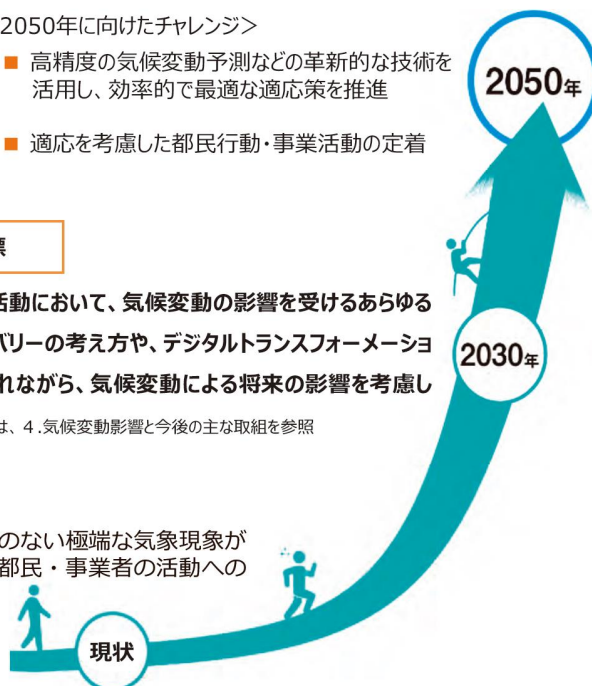 2050年に向けたチャレンジ＞
■ 高精度の気候変動予測などの革新的な技術を
活用し、効率的で最適な適応策を推進
■ 適応を考慮した都民行動・事業活動の定着
2050年
活動において、気候変動の影響を受けるあらゆる
バリーの考え方や、デジタルトランスフォーメーショ
れながら、気候変動による将来の影響を考慮し
2030年
は、4.気候変動影響と今後の主な取組を参照
のない極端な気象現象が
都民・事業者の活動への
現状